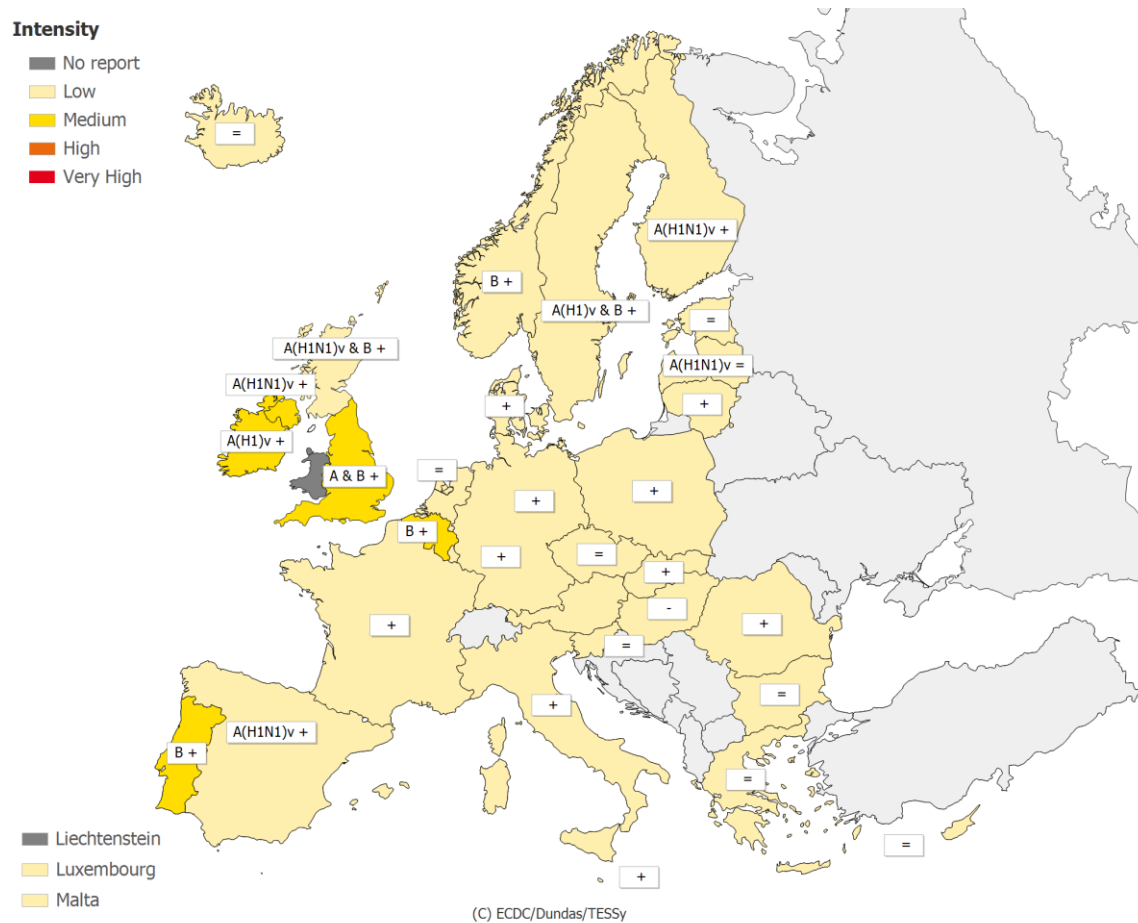 Intensity
No report
Low
Medium
High
Very High
=
A(H1N1)v +
B +
A(H1)v & B +
=
A(H1N1)v & B +
A(H1N1)v =
A(H1N1)v +
+
+
A(H1)v +
=
A & B +
+
+
B +
+
=
+
-
+
+
=
=
+
A(H1N1)v +
B +
=
=
+
Liechtenstein
Luxembourg
Malta
(C) ECDC/Dundas/TESSy